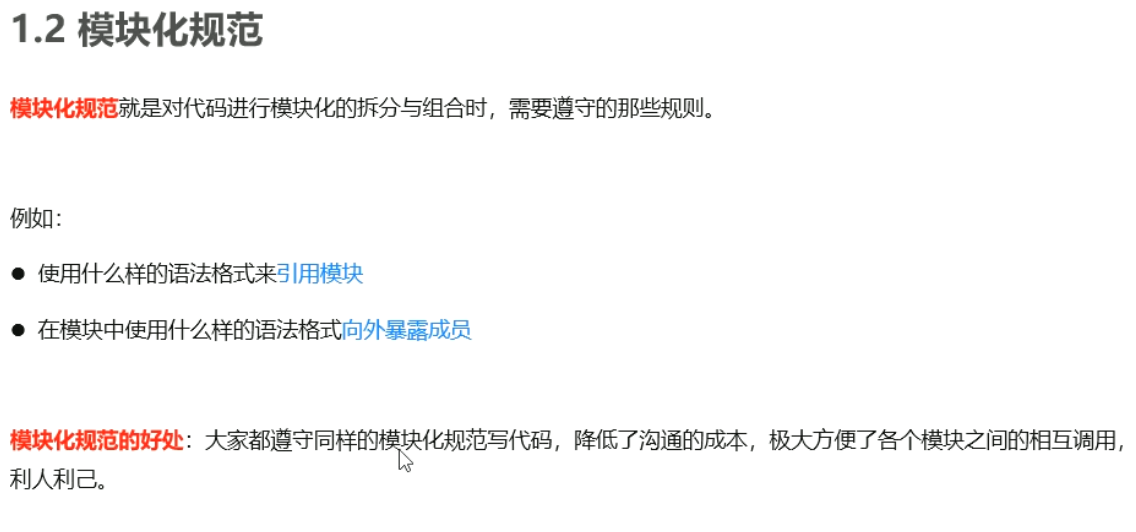 1.2 模块化规范
模块化规范就是对代码进行模块化的拆分与组合时，需要遵守的那些规则。
例如：
● 使用什么样的语法格式来引用模块
● 在模块中使用什么样的语法格式向外暴露成员
模块化规范的好处：大家都遵守同样的模块化规范写代码，降低了沟通的成本，极大方便了各个模块之间的相互调用，
利人利己。